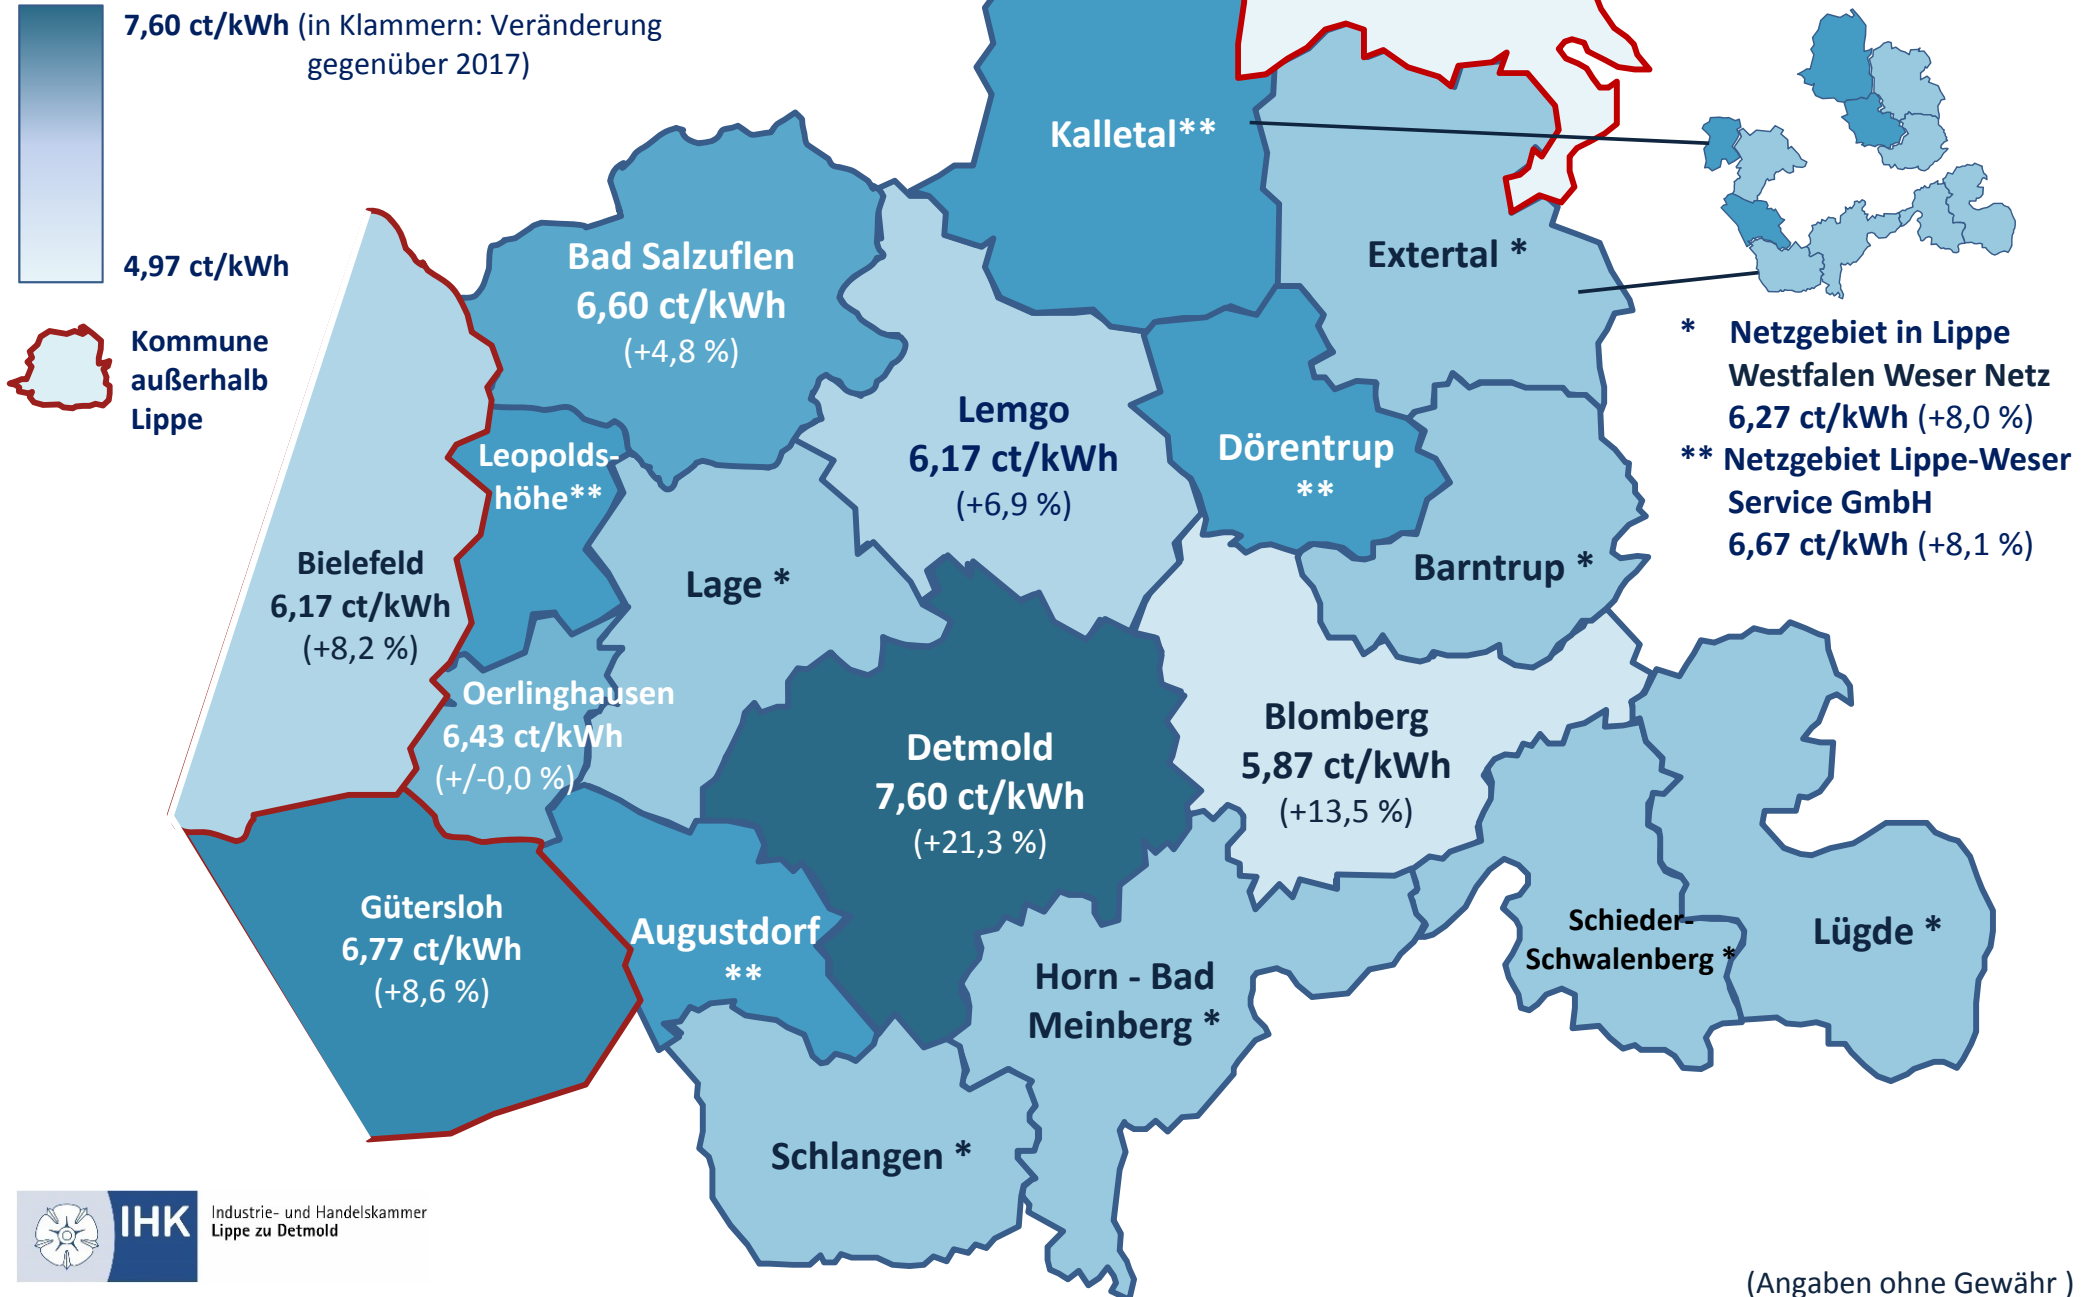 7,60 ct/kWh (in Klammern: Veränderung
gegenüber 2017)
4,97 ct/kWh
Kommune
außerhalb
Lippe
Kalletal**
Extertal *
Bad Salzuflen
6,60 ct/kWh
(+4,8 %)
Lemgo
6,17 ct/kWh
(+6,9 %)
Dörentrup
**
Leopolds-
höhe**
Bielefeld
6,17 ct/kWh
(+8,2 %)
Lage *
Barntrup *
Oerlinghausen
6,43 ct/kWh
(+/-0,0 %)
Detmold
7,60 ct/kWh
(+21,3 %)
Blomberg
5,87 ct/kWh
(+13,5 %)
Gütersloh
6,77 ct/kWh
(+8,6 %)
Augustdorf
**
Horn - Bad
Meinberg *
Schieder-
Schwalenberg *
Lügde *
Schlangen *
* Netzgebiet in Lippe
Westfalen Weser Netz
6,27 ct/kWh (+8,0 %)
** Netzgebiet Lippe-Weser
Service GmbH
6,67 ct/kWh (+8,1 %)
IHK
Industrie- und Handelskammer
Lippe zu Detmold
(Angaben ohne Gewähr )